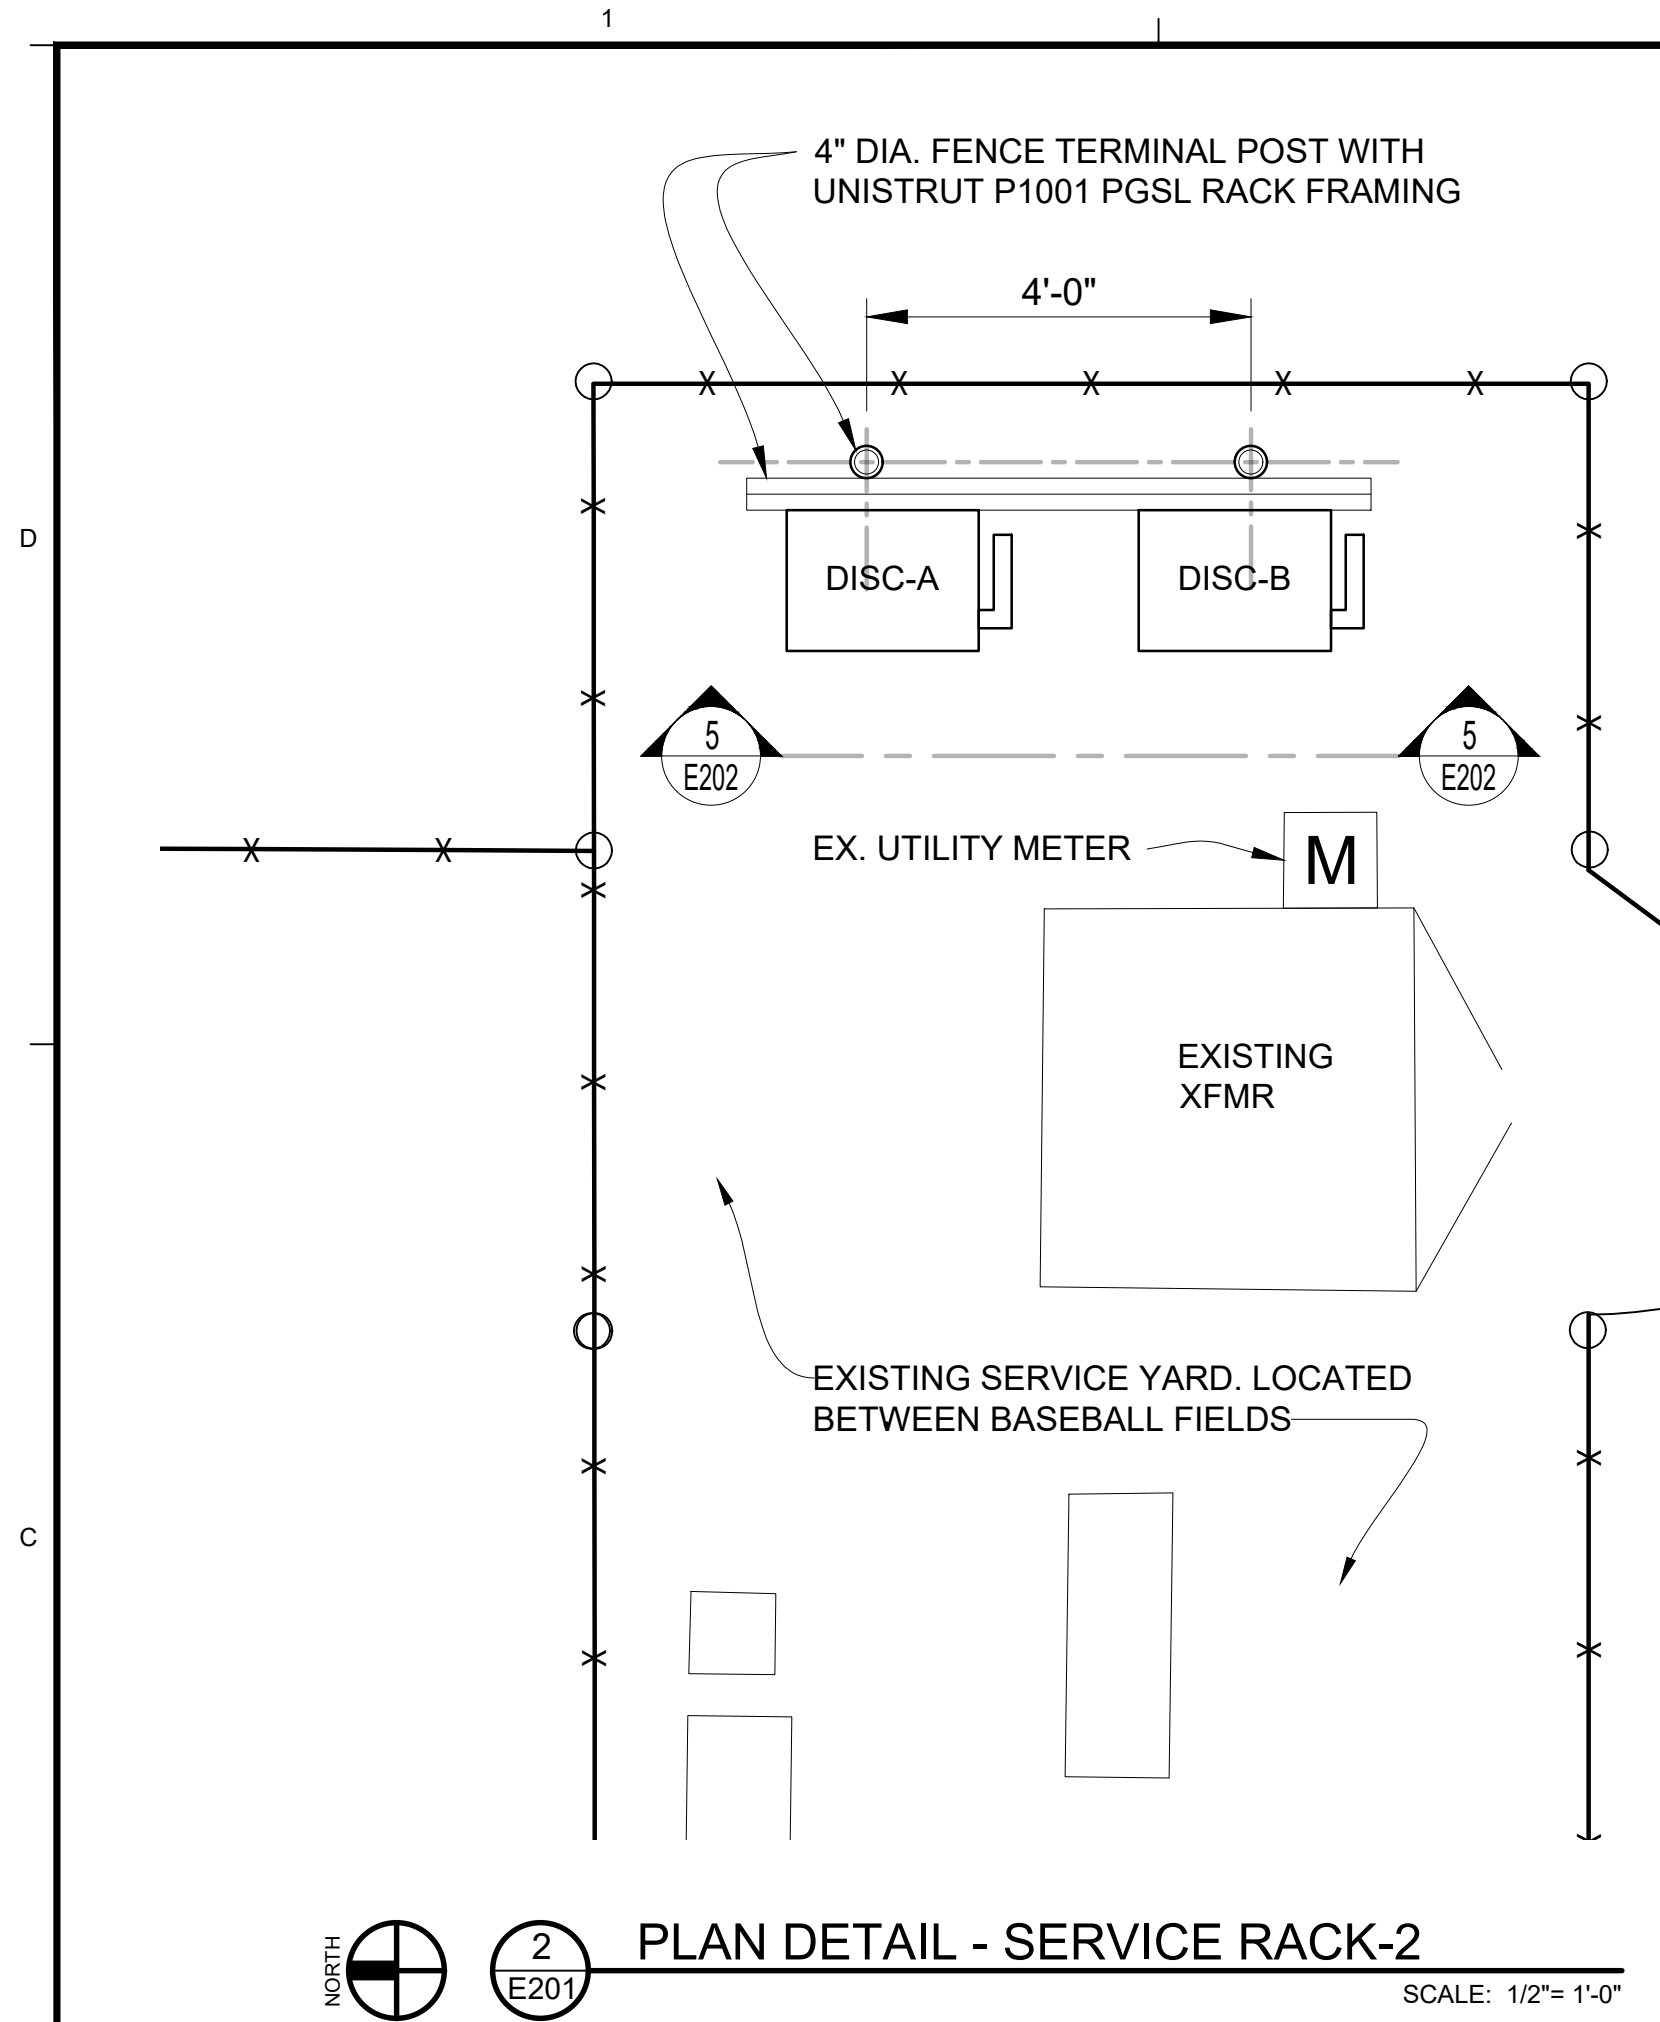 1
4" DIA. FENCE TERMINAL POST WITH
UNISTRUT P1001 PGSL RACK FRAMING
4'-0"
X X X X X
X
X
D
DISC-A
DISC-B
X
X
5
E202
5
E202
EX. UTILITY METER
M
X X
X
EXISTING
XFMR
X
X
EXISTING SERVICE YARD. LOCATED
BETWEEN BASEBALL FIELDS
X
X
C
X
X
NORTH
2
E201
PLAN DETAIL - SERVICE RACK-2
SCALE: 1/2"= 1'-0"